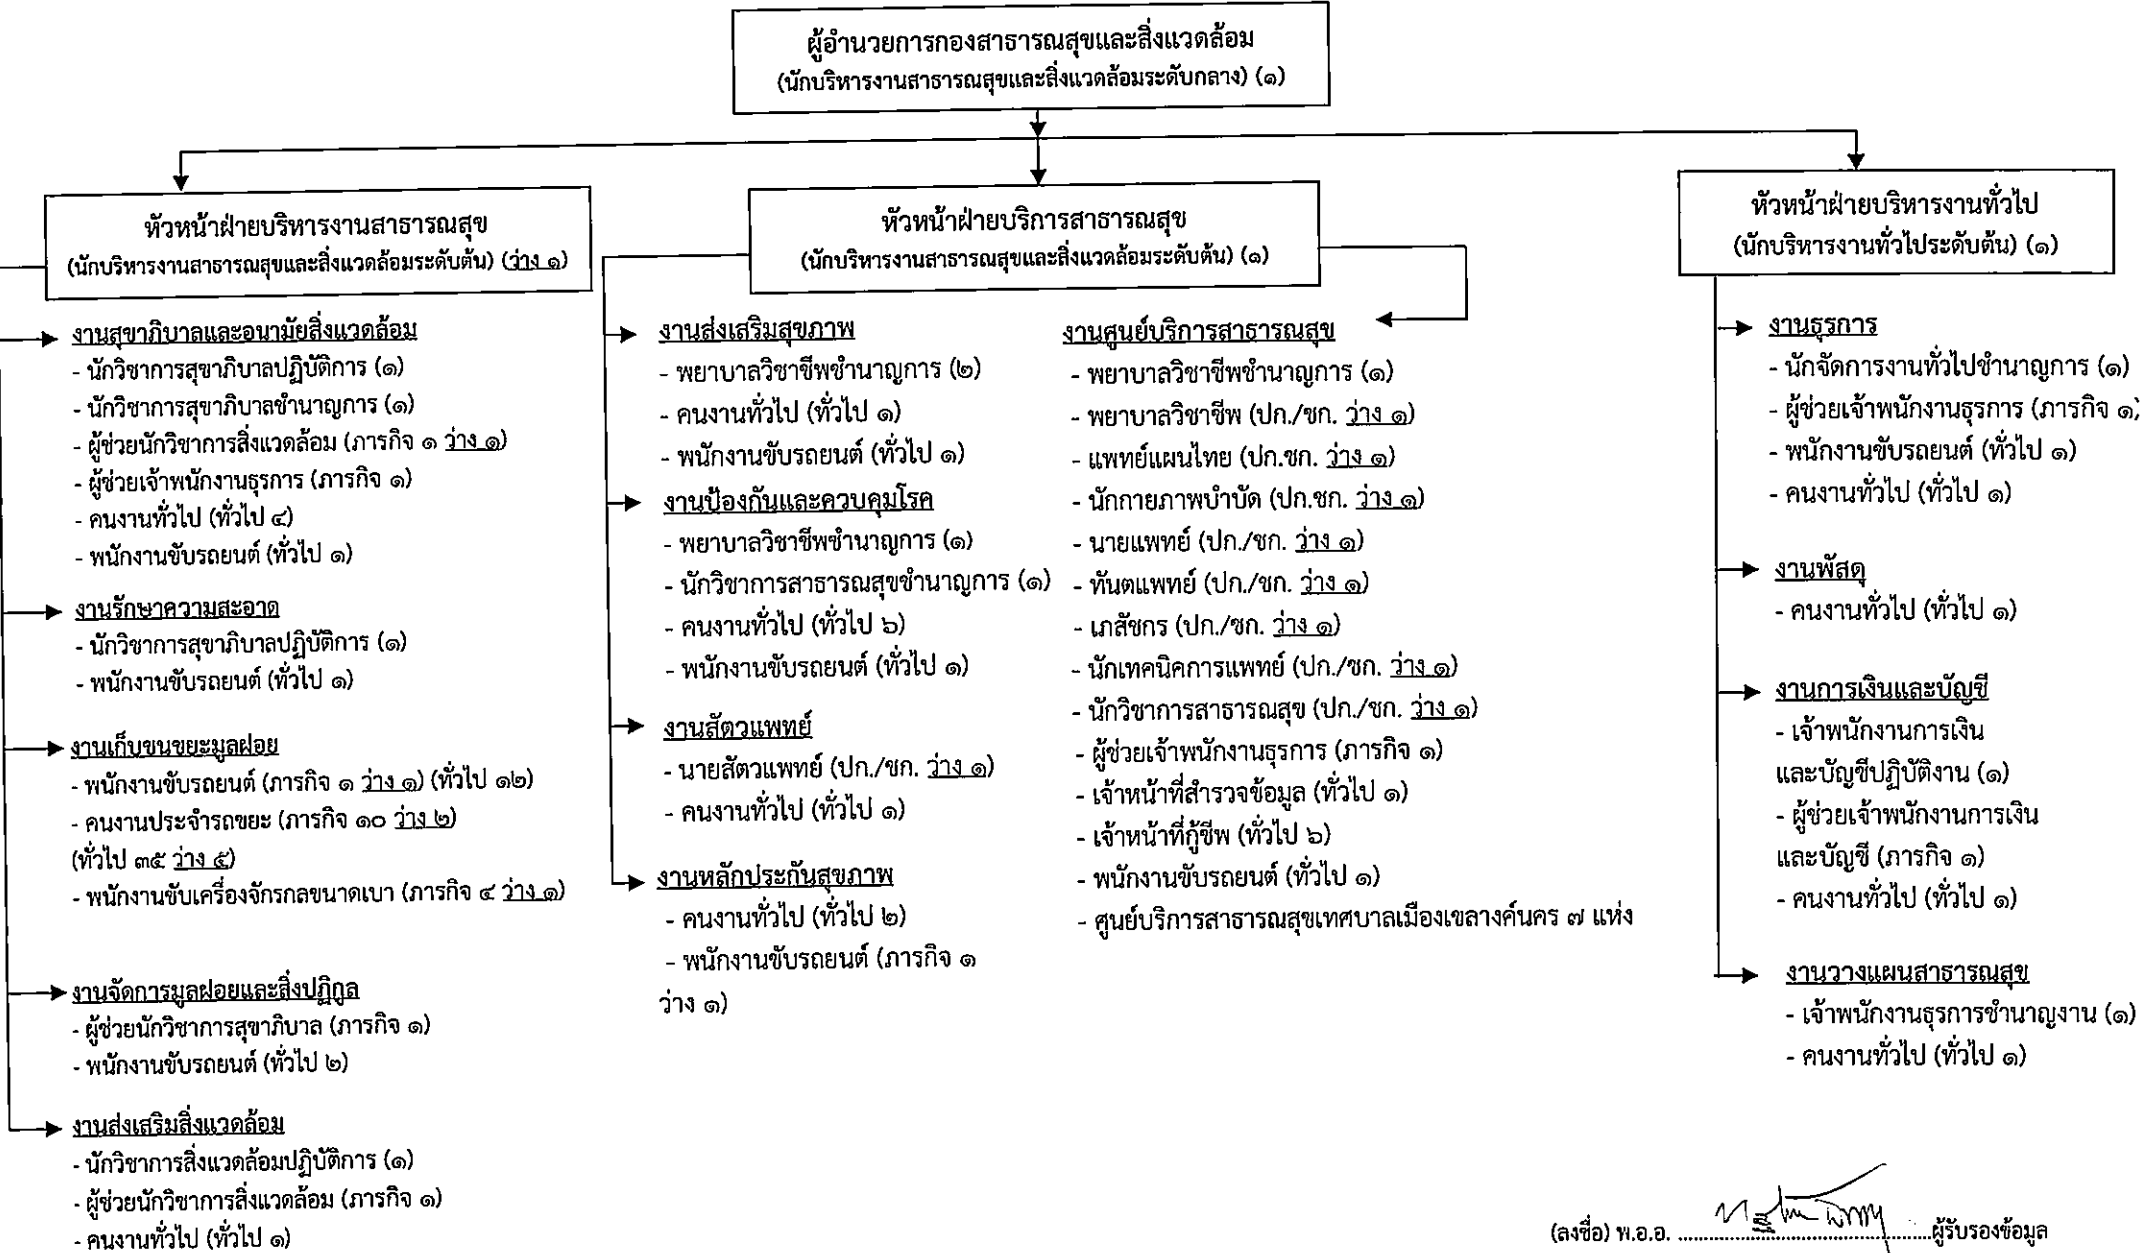 ผู้อำนวยการกองสาธารณสุขและสิ่งแวดล้อม
(นักบริหารงานสาธารณสุขและสิ่งแวดล้อมระดับกลาง) (๑)
หัวหน้าฝ่ายบริหารงานสาธารณสุข
(นักบริหารงานสาธารณสุขและสิ่งแวดล้อมระดับต้น) (ว่าง ๑)
งานสุขาภิบาลและอนามัยสิ่งแวดล้อม
- นักวิชาการสุขาภิบาลปฏิบัติการ (๑)
- นักวิชาการสุขาภิบาลชำนาญการ (๑)
- ผู้ช่วยนักวิชาการสิ่งแวดล้อม (ภารกิจ ๑ ว่าง ๑)
- ผู้ช่วยเจ้าพนักงานธุรการ (ภารกิจ ๑)
- คนงานทั่วไป (ทั่วไป ๔)
- พนักงานขับรถยนต์ (ทั่วไป ๑)
งานรักษาความสะอาด
- นักวิชาการสุขาภิบาลปฏิบัติการ (๑)
- พนักงานขับรถยนต์ (ทั่วไป ๑)
งานเก็บขนขยะมูลฝอย
- พนักงานขับรถยนต์ (ภารกิจ ๑ ว่าง ๑) (ทั่วไป ๑๒)
- คนงานประจำรถขยะ (ภารกิจ ๑๐ ว่าง ๒)
(ทั่วไป ๓๕ ว่าง ๕)
- พนักงานขับเครื่องจักรกลขนาดเบา (ภารกิจ ๔ ว่าง ๑)
งานจัดการมูลฝอยและสิ่งปฏิกูล
- ผู้ช่วยนักวิชาการสุขาภิบาล (ภารกิจ ๑)
- พนักงานขับรถยนต์ (ทั่วไป ๒)
งานส่งเสริมสิ่งแวดล้อม
- นักวิชาการสิ่งแวดล้อมปฏิบัติการ (๑)
- ผู้ช่วยนักวิชาการสิ่งแวดล้อม (ภารกิจ ๑)
- คนงานทั่วไป (ทั่วไป ๑)
หัวหน้าฝ่ายบริการสาธารณสุข
(นักบริหารงานสาธารณสุขและสิ่งแวดล้อมระดับต้น) (๑)
งานส่งเสริมสุขภาพ
- พยาบาลวิชาชีพชำนาญการ (๒)
- คนงานทั่วไป (ทั่วไป ๑)
- พนักงานขับรถยนต์ (ทั่วไป ๑)
งานป้องกันและควบคุมโรค
- พยาบาลวิชาชีพชำนาญการ (๑)
- นักวิชาการสาธารณสุขชำนาญการ (๑)
- คนงานทั่วไป (ทั่วไป ๖)
- พนักงานขับรถยนต์ (ทั่วไป ๑)
งานสัตวแพทย์
- นายสัตวแพทย์ (ปก./ชก. ว่าง ๑)
- คนงานทั่วไป (ทั่วไป ๑)
งานหลักประกันสุขภาพ
- คนงานทั่วไป (ทั่วไป ๒)
- พนักงานขับรถยนต์ (ภารกิจ ๑
ว่าง ๑)
งานศูนย์บริการสาธารณสุข
- พยาบาลวิชาชีพชำนาญการ (๑)
- พยาบาลวิชาชีพ (ปก./ชก. ว่าง ๑)
- แพทย์แผนไทย (ปก.ชก. ว่าง ๑)
- นักกายภาพบำบัด (ปก.ชก. ว่าง ๑)
- นายแพทย์ (ปก./ชก. ว่าง ๑)
- ทันตแพทย์ (ปก./ชก. ว่าง ๑)
- เภสัชกร (ปก./ชก. ว่าง ๑)
- นักเทคนิคการแพทย์ (ปก./ชก. ว่าง ๑)
- นักวิชาการสาธารณสุข (ปก./ชก. ว่าง ๑)
- ผู้ช่วยเจ้าพนักงานธุรการ (ภารกิจ ๑)
- เจ้าหน้าที่สำรวจข้อมูล (ทั่วไป ๑)
- เจ้าหน้าที่กู้ชีพ (ทั่วไป ๖)
- พนักงานขับรถยนต์ (ทั่วไป ๑)
- ศูนย์บริการสาธารณสุขเทศบาลเมืองเขลางค์นคร ๗ แห่ง
หัวหน้าฝ่ายบริหารงานทั่วไป
(นักบริหารงานทั่วไประดับต้น) (๑)
งานธุรการ
- นักจัดการงานทั่วไปชำนาญการ (๑)
- ผู้ช่วยเจ้าพนักงานธุรการ (ภารกิจ ๑)
- พนักงานขับรถยนต์ (ทั่วไป ๑)
- คนงานทั่วไป (ทั่วไป ๑)
งานพัสดุ
- คนงานทั่วไป (ทั่วไป ๑)
งานการเงินและบัญชี
- เจ้าพนักงานการเงิน
และบัญชีปฏิบัติงาน (๑)
- ผู้ช่วยเจ้าพนักงานการเงิน
และบัญชี (ภารกิจ ๑)
- คนงานทั่วไป (ทั่วไป ๑)
งานวางแผนสาธารณสุข
- เจ้าพนักงานธุรการชำนาญงาน (๑)
- คนงานทั่วไป (ทั่วไป ๑)
(ลงชื่อ) พ.อ.อ. ........................ผู้รับรองข้อมูล